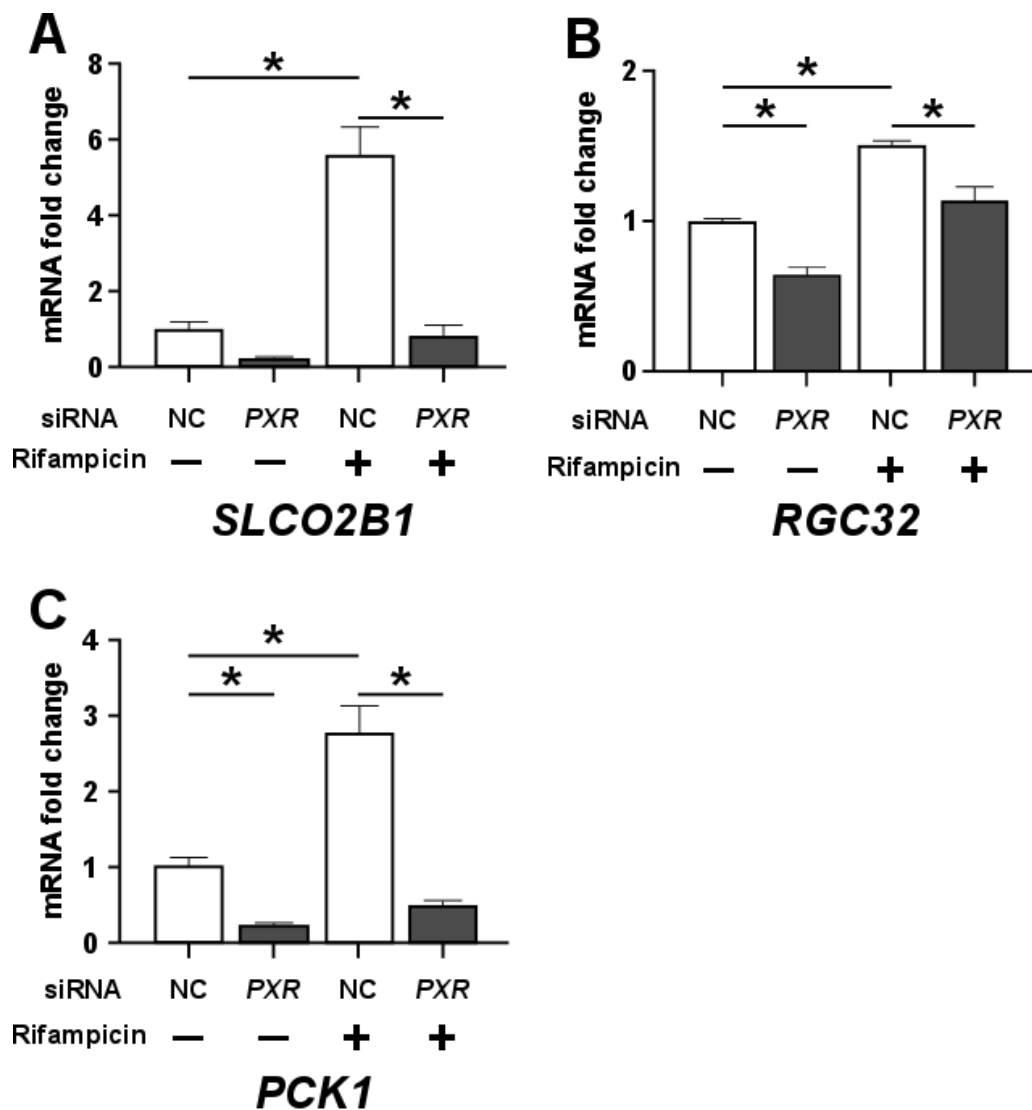 A
mRNA fold change
8
6
4
2
0
*
*
siRNA NC PXR NC PXR
Rifampicin — — + +
SLCO2B1
B
mRNA fold change
2
1
0
*
*
*
siRNA NC PXR NC PXR
Rifampicin — — + +
RGC32
C
mRNA fold change
4
3
2
1
0
*
*
*
siRNA NC PXR NC PXR
Rifampicin — — + +
PCK1